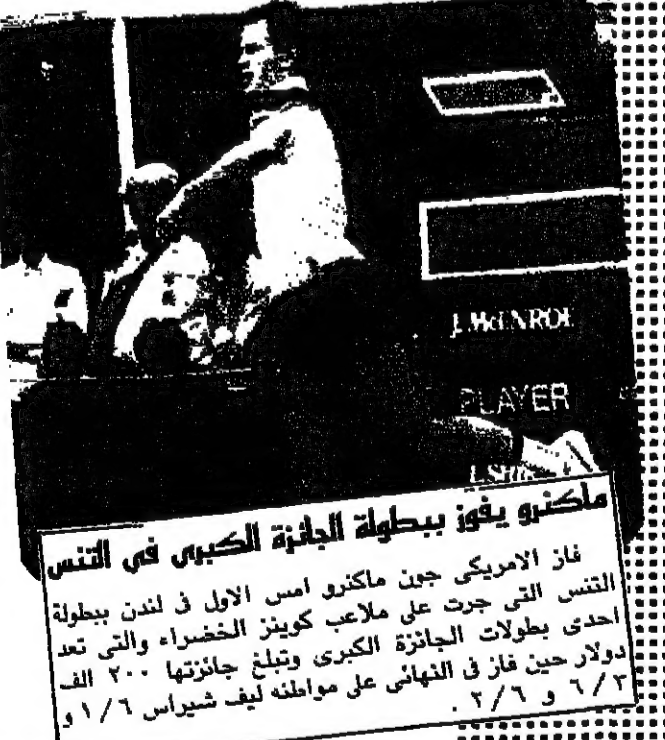 PLAYER
ماكنرو يفوز ببطولة الجائزة الكبرى في التنس
فاز الامريكى جون ماكنرو امس الاول فى لندن ببطولة
التنس التى جرت على ملاعب كوينز الخضراء والتى تعد
احدى بطولات الجائزة الكبرى وتبلغ جائزتها ٢٠٠ الف
دولار حين فاز فى النهائى على مواطنه ليف شيراس ١/٦ و
٦/٣ و ٢/٦ .